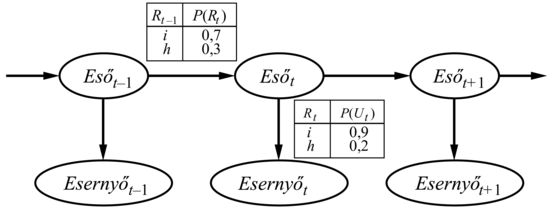 R_{t–1} P(R_t)
i 0,7
h 0,3
Eső_{t–1} Eső_t Eső_{t+1}
R_t P(U_t)
i 0,9
h 0,2
Esernyő_{t–1} Esernyő_t Esernyő_{t+1}